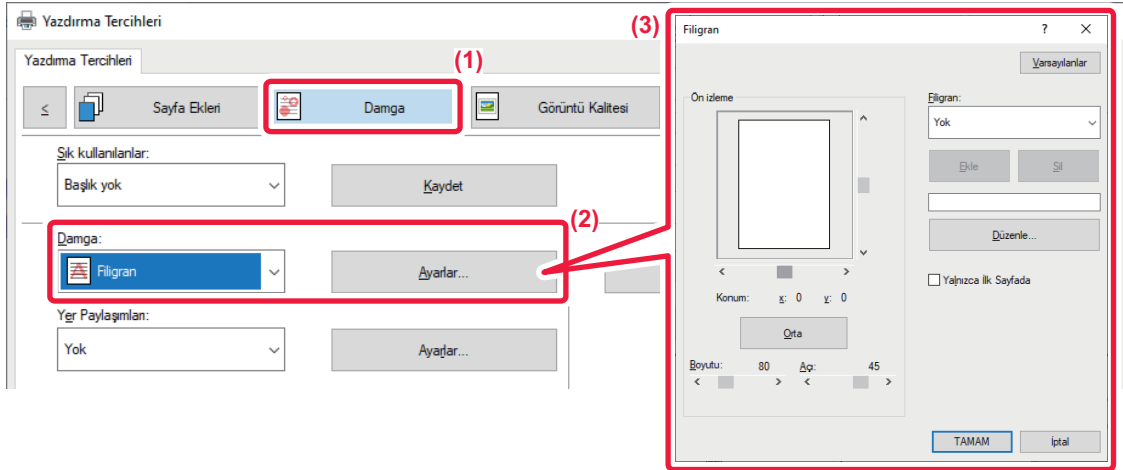 Yazdırma Tercihleri
Yazdırma Tercihleri
(1)
<
Sayfa Ekleri
Damga
Görüntü Kalitesi
Sık kullanılanlar:
Başlık yok
Kaydet
(2)
Damga:
Filigran
Ayarlar...
Yer Paylaşımları:
Yok
Ayarlar...
(3)
Filigran
? ×
Varsayılanlar
Ön izleme
Konum: x: 0 y: 0
Orta
Boyutu: 80 Açı: 45
Filigran:
Yok
Ekle Sil
Düzenle...
Yalnızca İlk Sayfada
TAMAM İptal